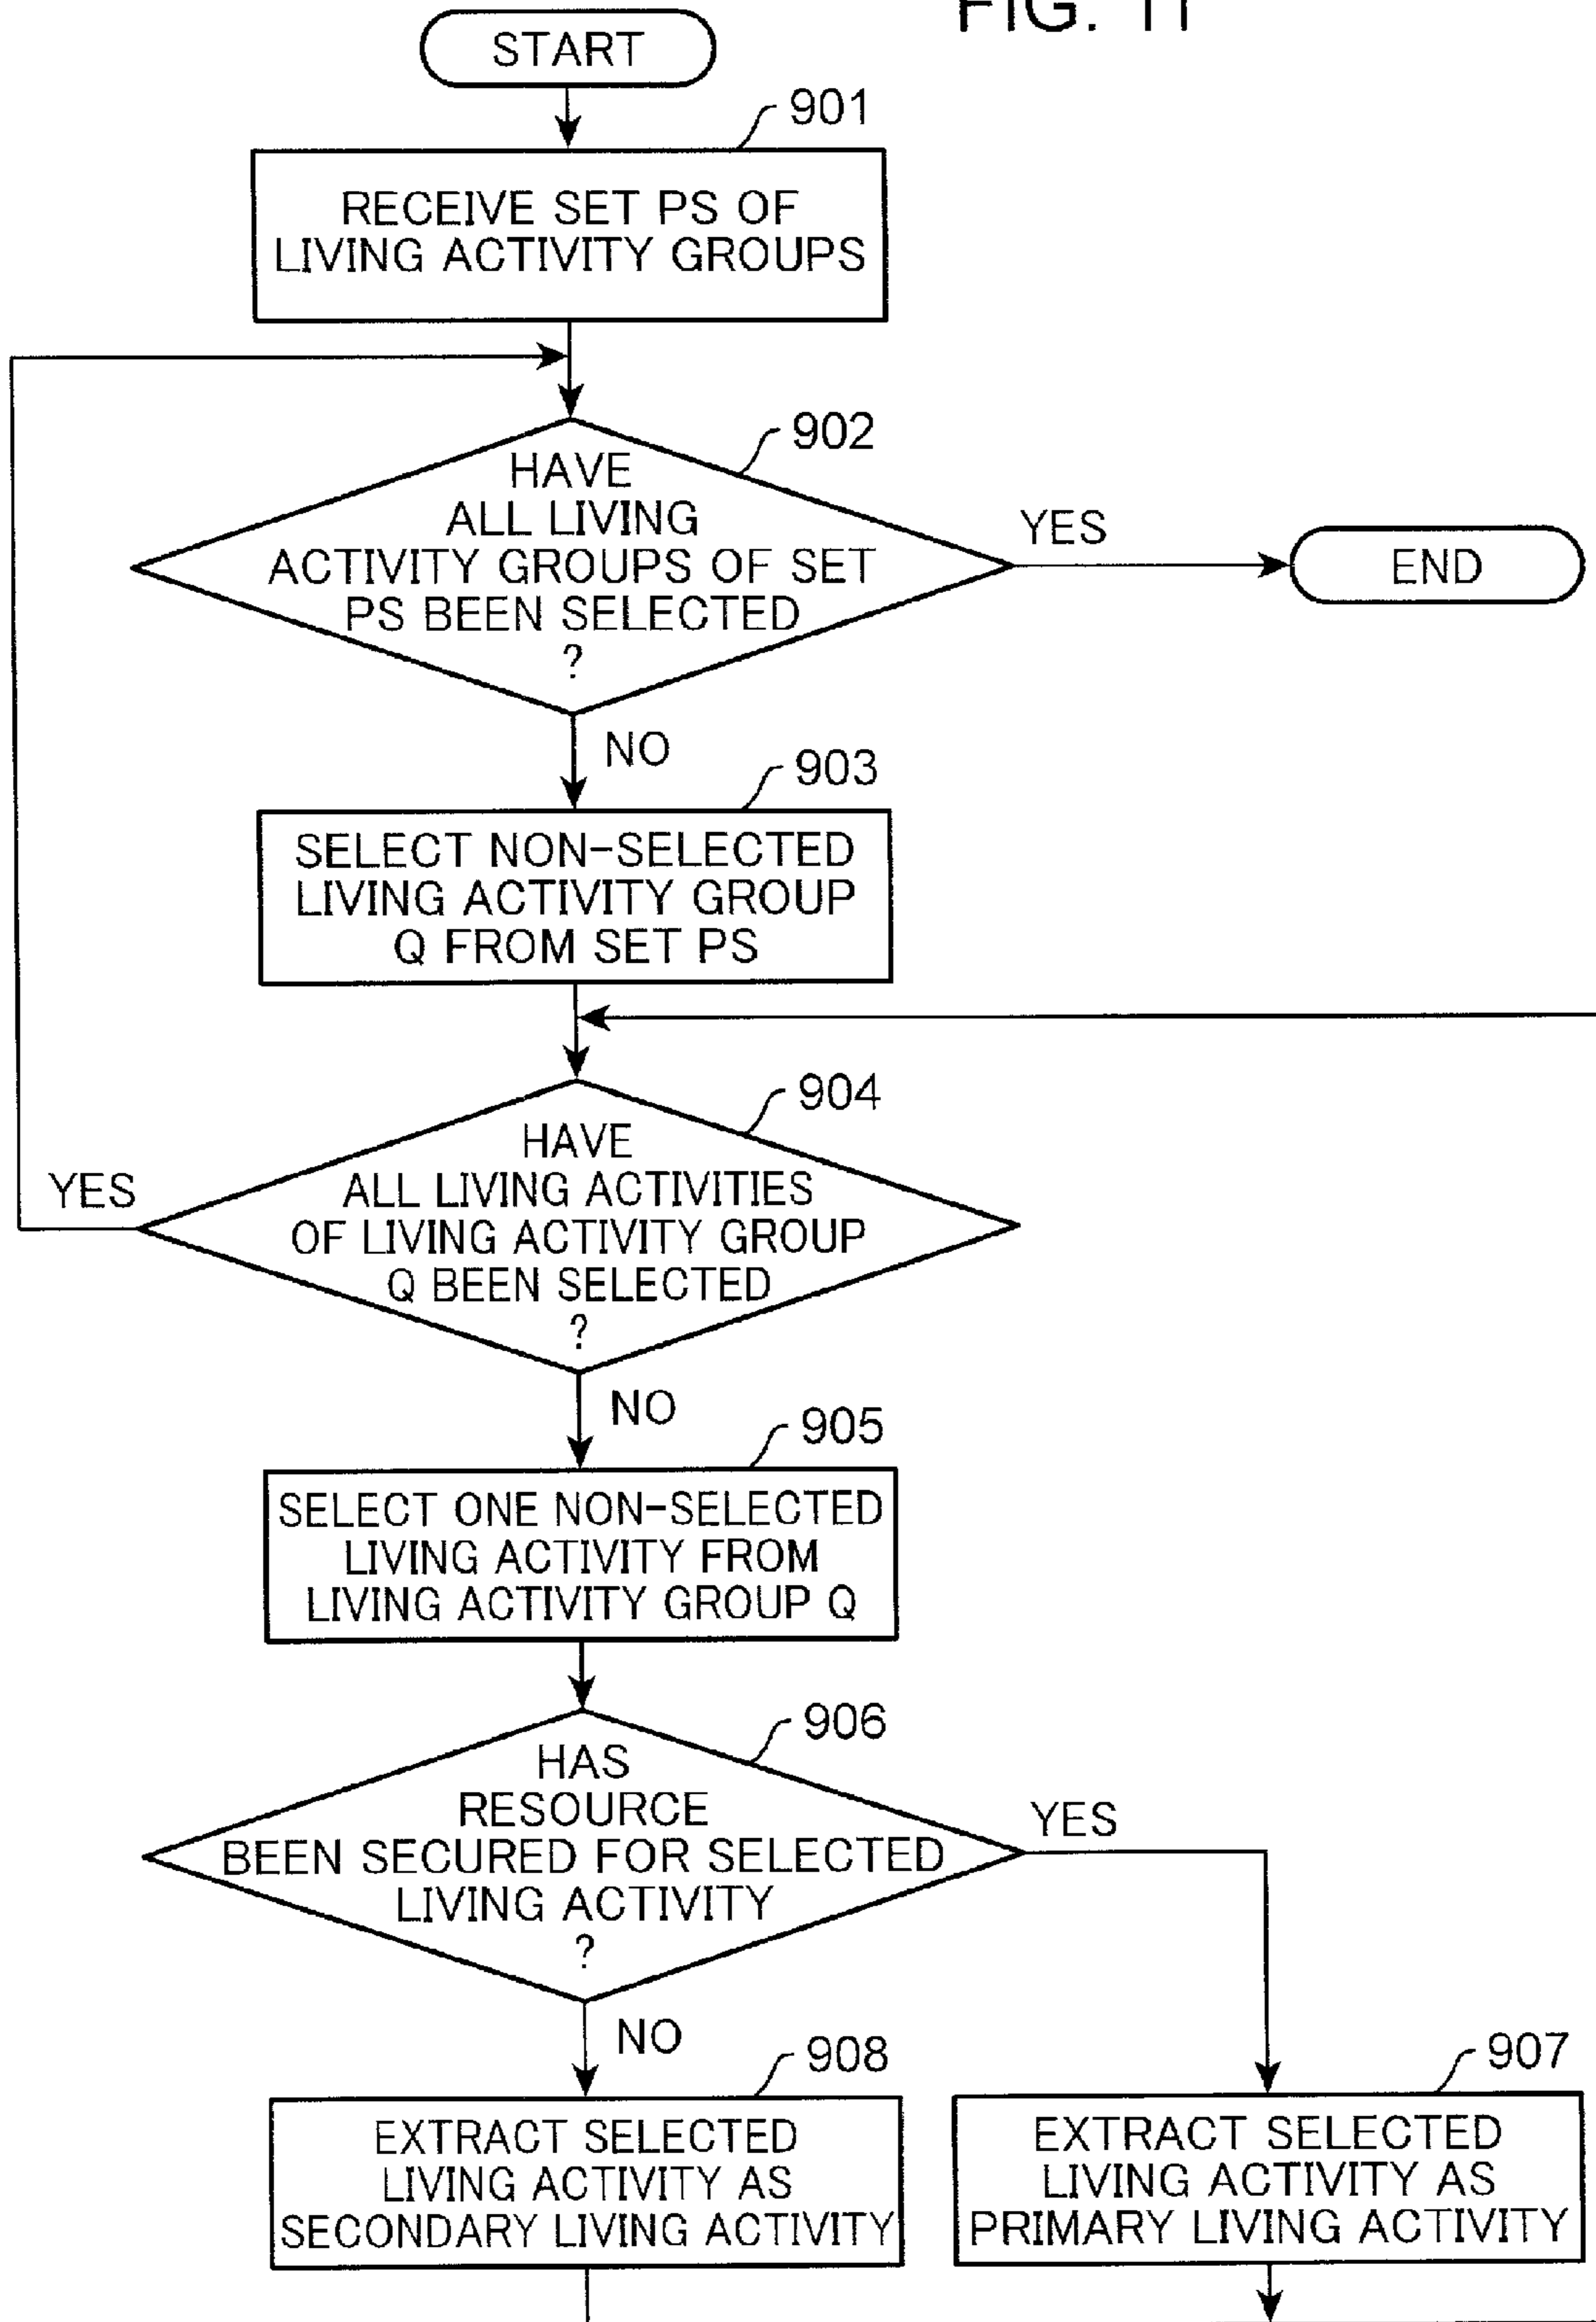 FIG. 11
START
901
RECEIVE SET PS OF
LIVING ACTIVITY GROUPS
902
HAVE
ALL LIVING
ACTIVITY GROUPS OF SET
PS BEEN SELECTED
?
YES
END
NO
903
SELECT NON-SELECTED
LIVING ACTIVITY GROUP
Q FROM SET PS
904
HAVE
ALL LIVING ACTIVITIES
OF LIVING ACTIVITY GROUP
Q BEEN SELECTED
?
YES
NO
905
SELECT ONE NON-SELECTED
LIVING ACTIVITY FROM
LIVING ACTIVITY GROUP Q
906
HAS
RESOURCE
BEEN SECURED FOR SELECTED
LIVING ACTIVITY
?
YES
NO
908
EXTRACT SELECTED
LIVING ACTIVITY AS
SECONDARY LIVING ACTIVITY
907
EXTRACT SELECTED
LIVING ACTIVITY AS
PRIMARY LIVING ACTIVITY